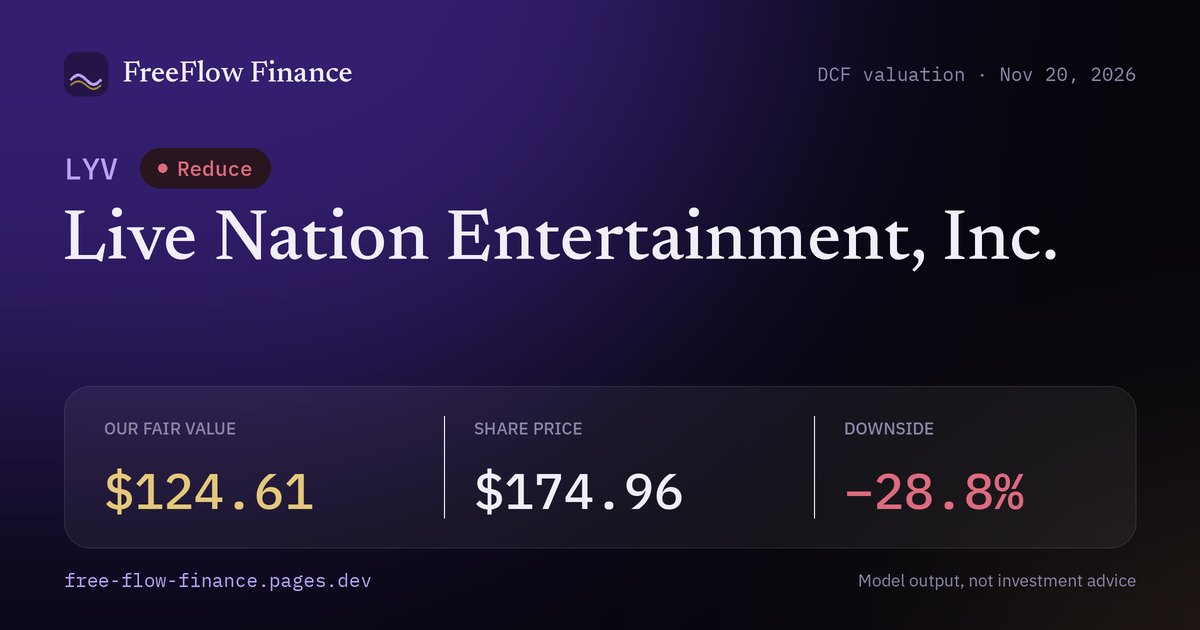 FreeFlow Finance
DCF valuation · Nov 20, 2026
LYV
Reduce
Live Nation Entertainment, Inc.
OUR FAIR VALUE
$124.61
SHARE PRICE
$174.96
DOWNSIDE
−28.8%
free-flow-finance.pages.dev
Model output, not investment advice